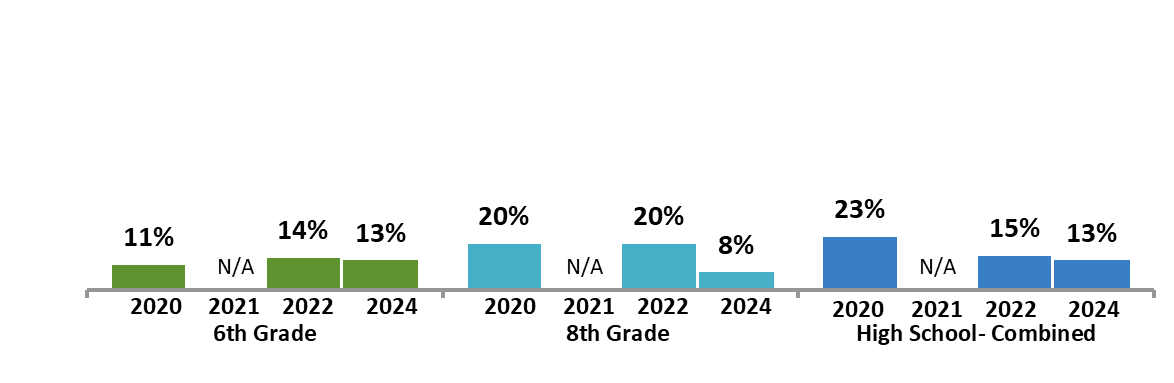 11% N/A 14% 13% 20% N/A 20% 8% 23% N/A 15% 13%
2020 2021 2022 2024 2020 2021 2022 2024 2020 2021 2022 2024
6th Grade 8th Grade High School- Combined